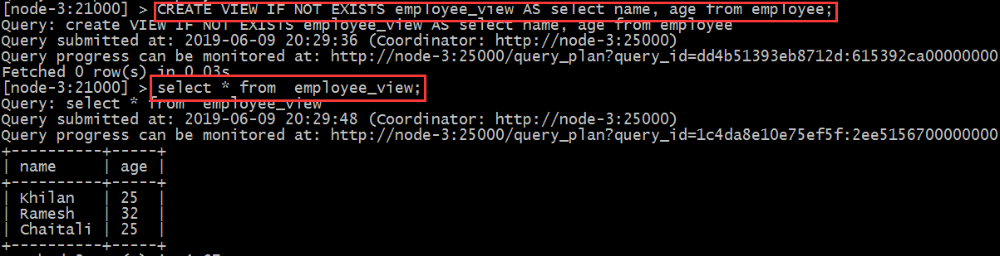 [node-3:21000] > CREATE VIEW IF NOT EXISTS employee_view AS select name, age from employee;
Query: create VIEW IF NOT EXISTS employee_view AS select name, age from employee
Query submitted at: 2019-06-09 20:29:36 (Coordinator: http://node-3:25000)
Query progress can be monitored at: http://node-3:25000/query_plan?query_id=dd4b51393eb8712d:615392ca00000000
Fetched 0 row(s) in 0.03s
[node-3:21000] > select * from  employee_view;
Query: select * from  employee_view
Query submitted at: 2019-06-09 20:29:48 (Coordinator: http://node-3:25000)
Query progress can be monitored at: http://node-3:25000/query_plan?query_id=1c4da8e10e75ef5f:2ee5156700000000
+----------+-----+
| name     | age |
+----------+-----+
| Khilan   | 25  |
| Ramesh   | 32  |
| Chaitali | 25  |
+----------+-----+